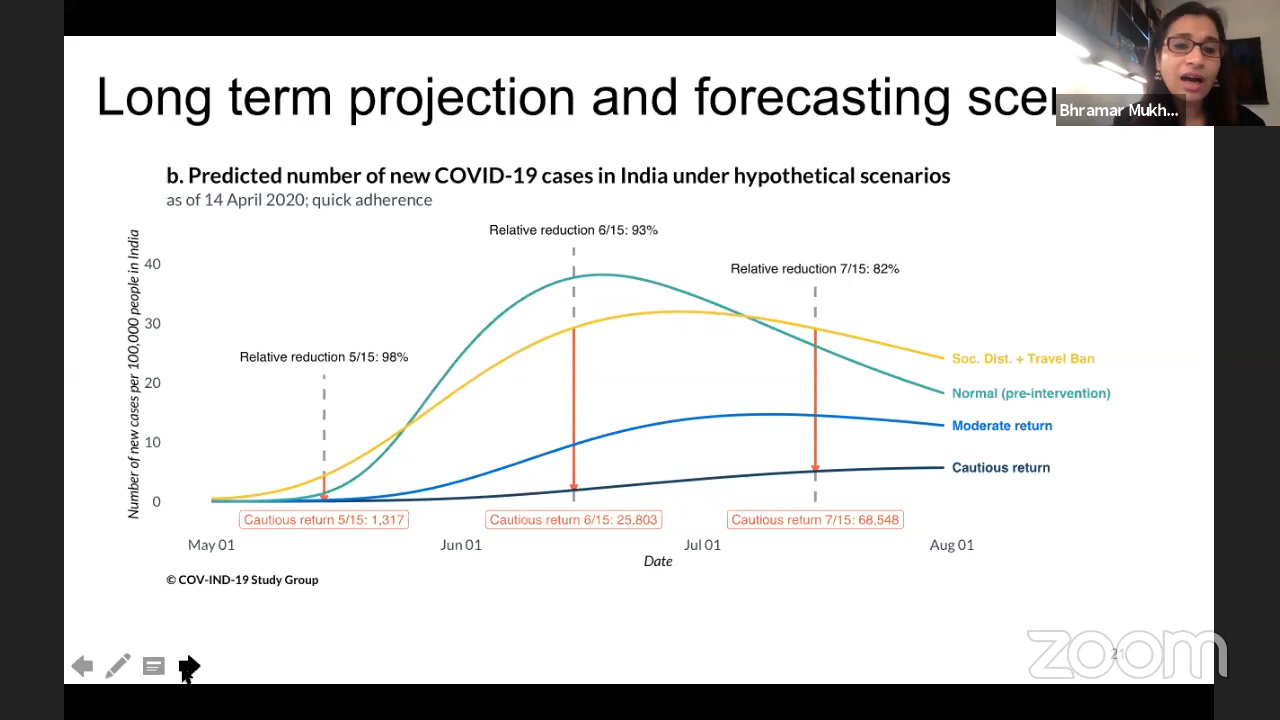 Long term projection and forecasting sce
Bhramar Mukh...
b. Predicted number of new COVID-19 cases in India under hypothetical scenarios
as of 14 April 2020; quick adherence
Number of new cases per 100,000 people in India
40
30
20
10
0
Relative reduction 5/15: 98%
Relative reduction 6/15: 93%
Relative reduction 7/15: 82%
Soc. Dist. + Travel Ban
Normal (pre-intervention)
Moderate return
Cautious return
Cautious return 5/15: 1,317
Cautious return 6/15: 25,803
Cautious return 7/15: 68,548
May 01
Jun 01
Jul 01
Aug 01
Date
© COV-IND-19 Study Group
21
zoom